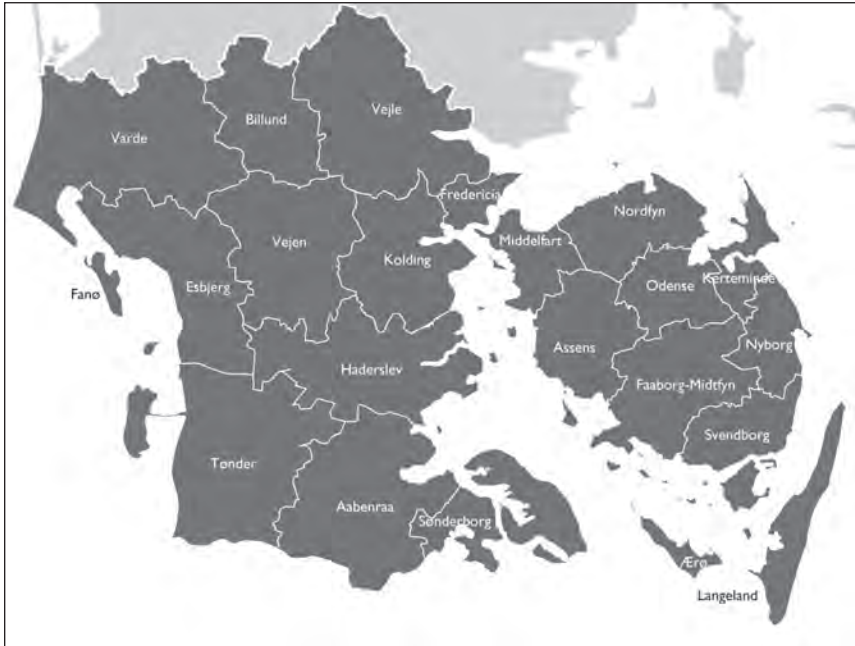 Vejle
Billund
Varde
Fredericia
Nordfyn
Middelfart
Vejen
Kolding
Kerteminde
Odense
Esbjerg
Fanø
Nyborg
Assens
Haderslev
Faaborg-Midtfyn
Svendborg
Tønder
Aabenraa
Sønderborg
Ærø
Langeland